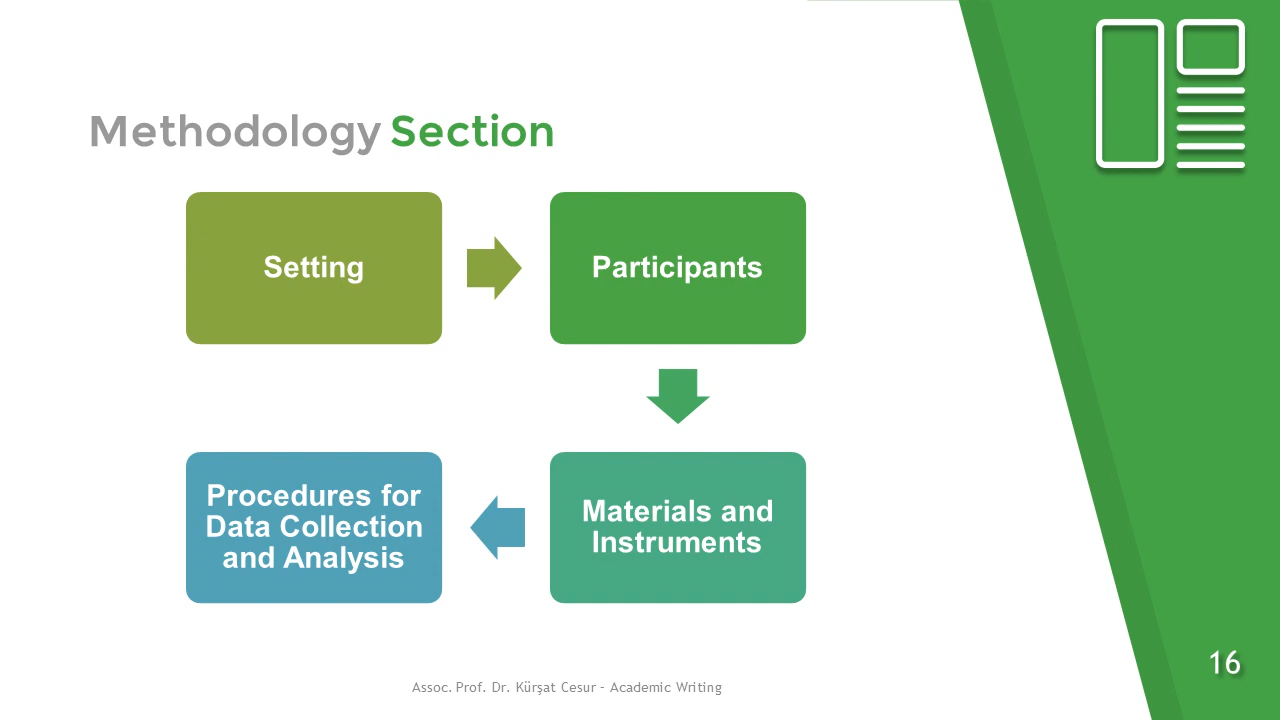 Methodology Section
Setting
Participants
Procedures for
Data Collection
and Analysis
Materials and
Instruments
16
Assoc. Prof. Dr. Kürşat Cesur - Academic Writing